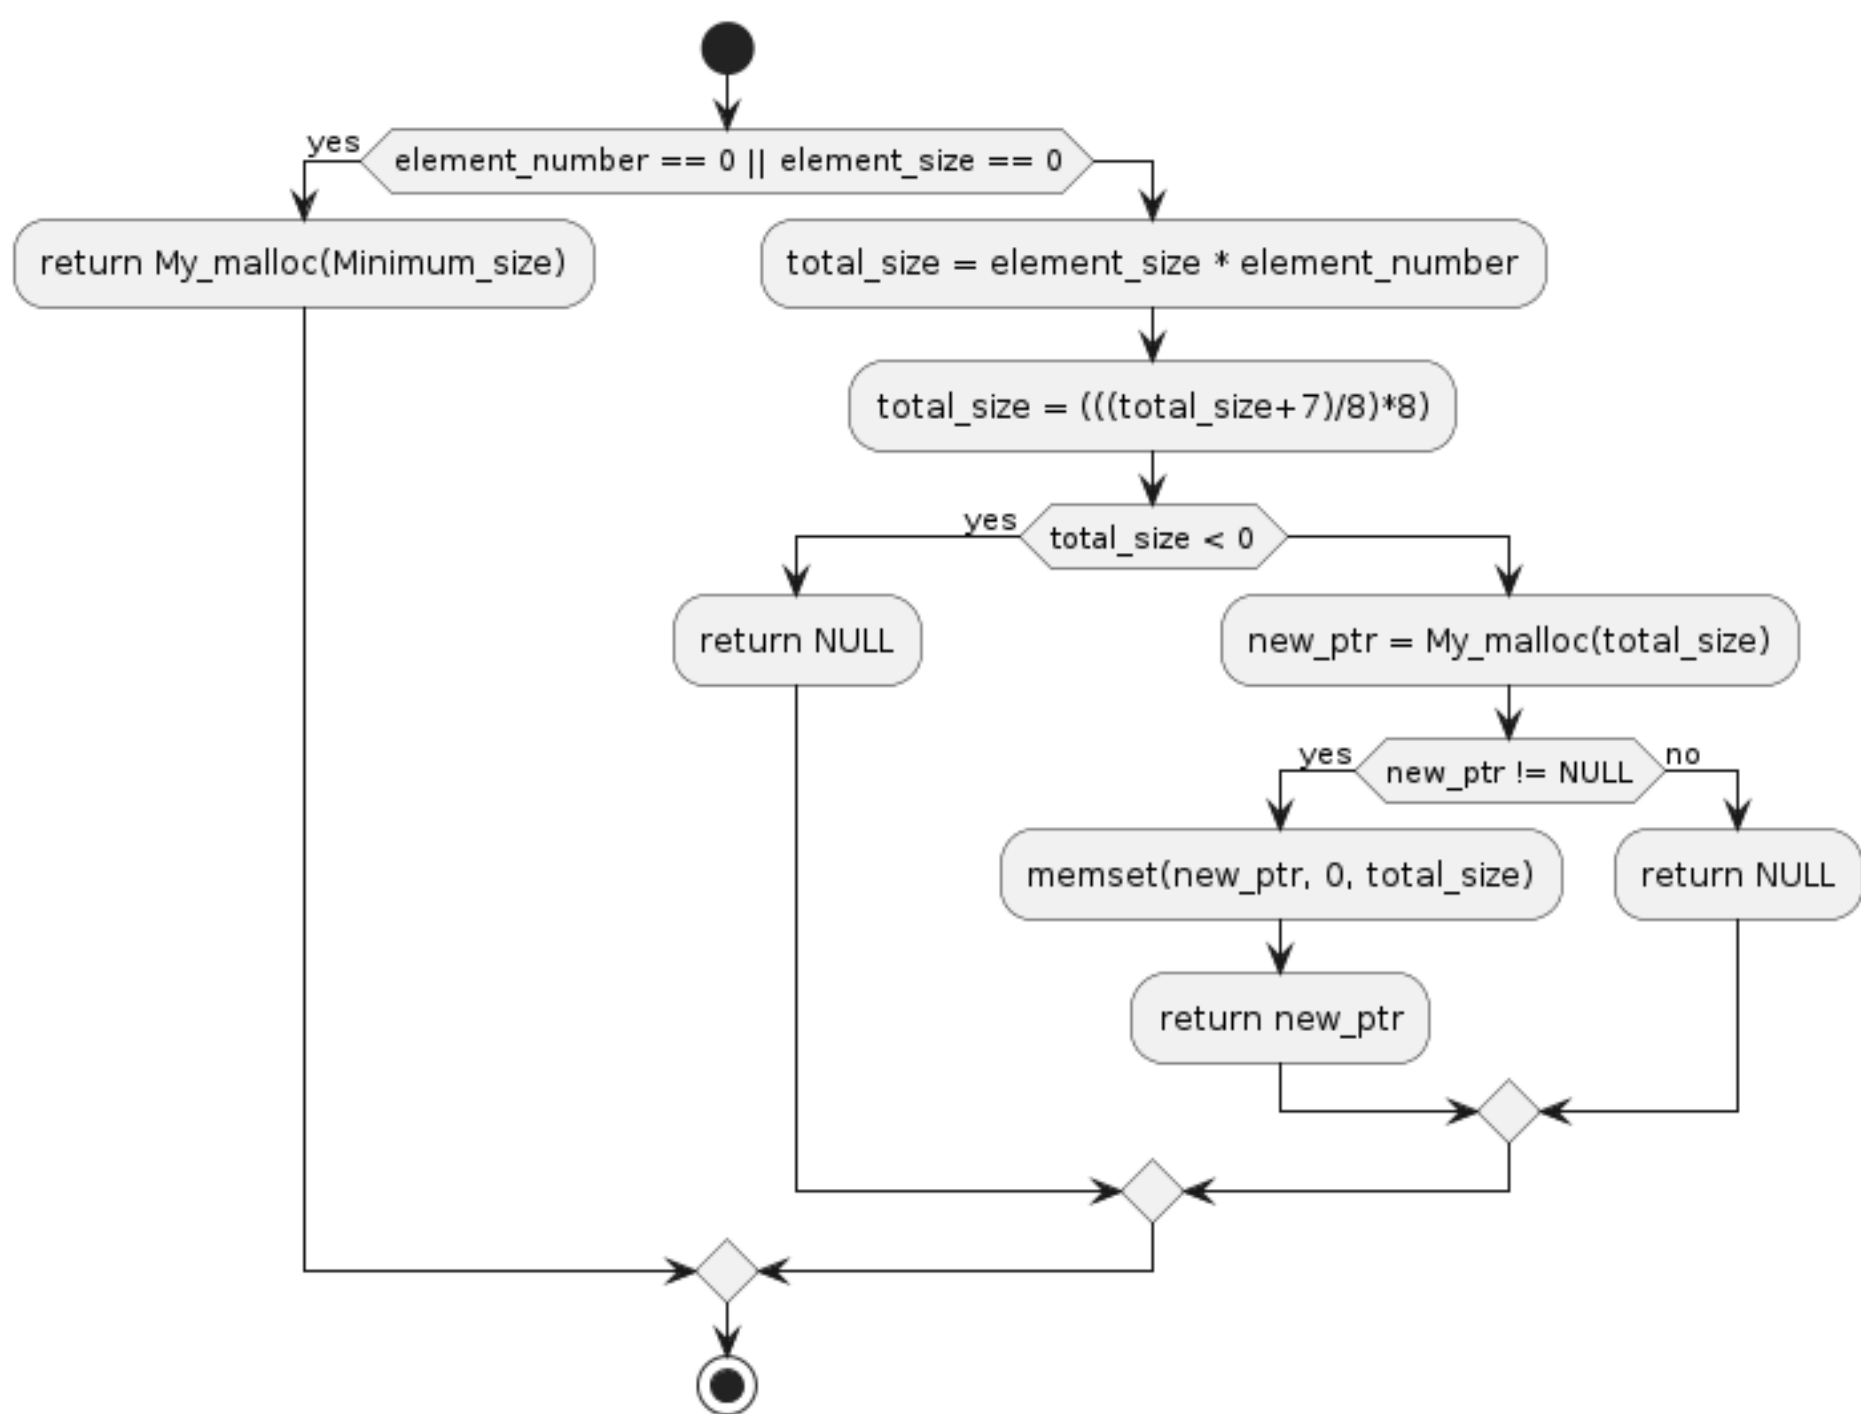 yes
element_number == 0 || element_size == 0
return My_malloc(Minimum_size)
total_size = element_size * element_number
total_size = (((total_size+7)/8)*8)
yes
total_size < 0
return NULL
new_ptr = My_malloc(total_size)
yes
new_ptr != NULL
no
memset(new_ptr, 0, total_size)
return NULL
return new_ptr